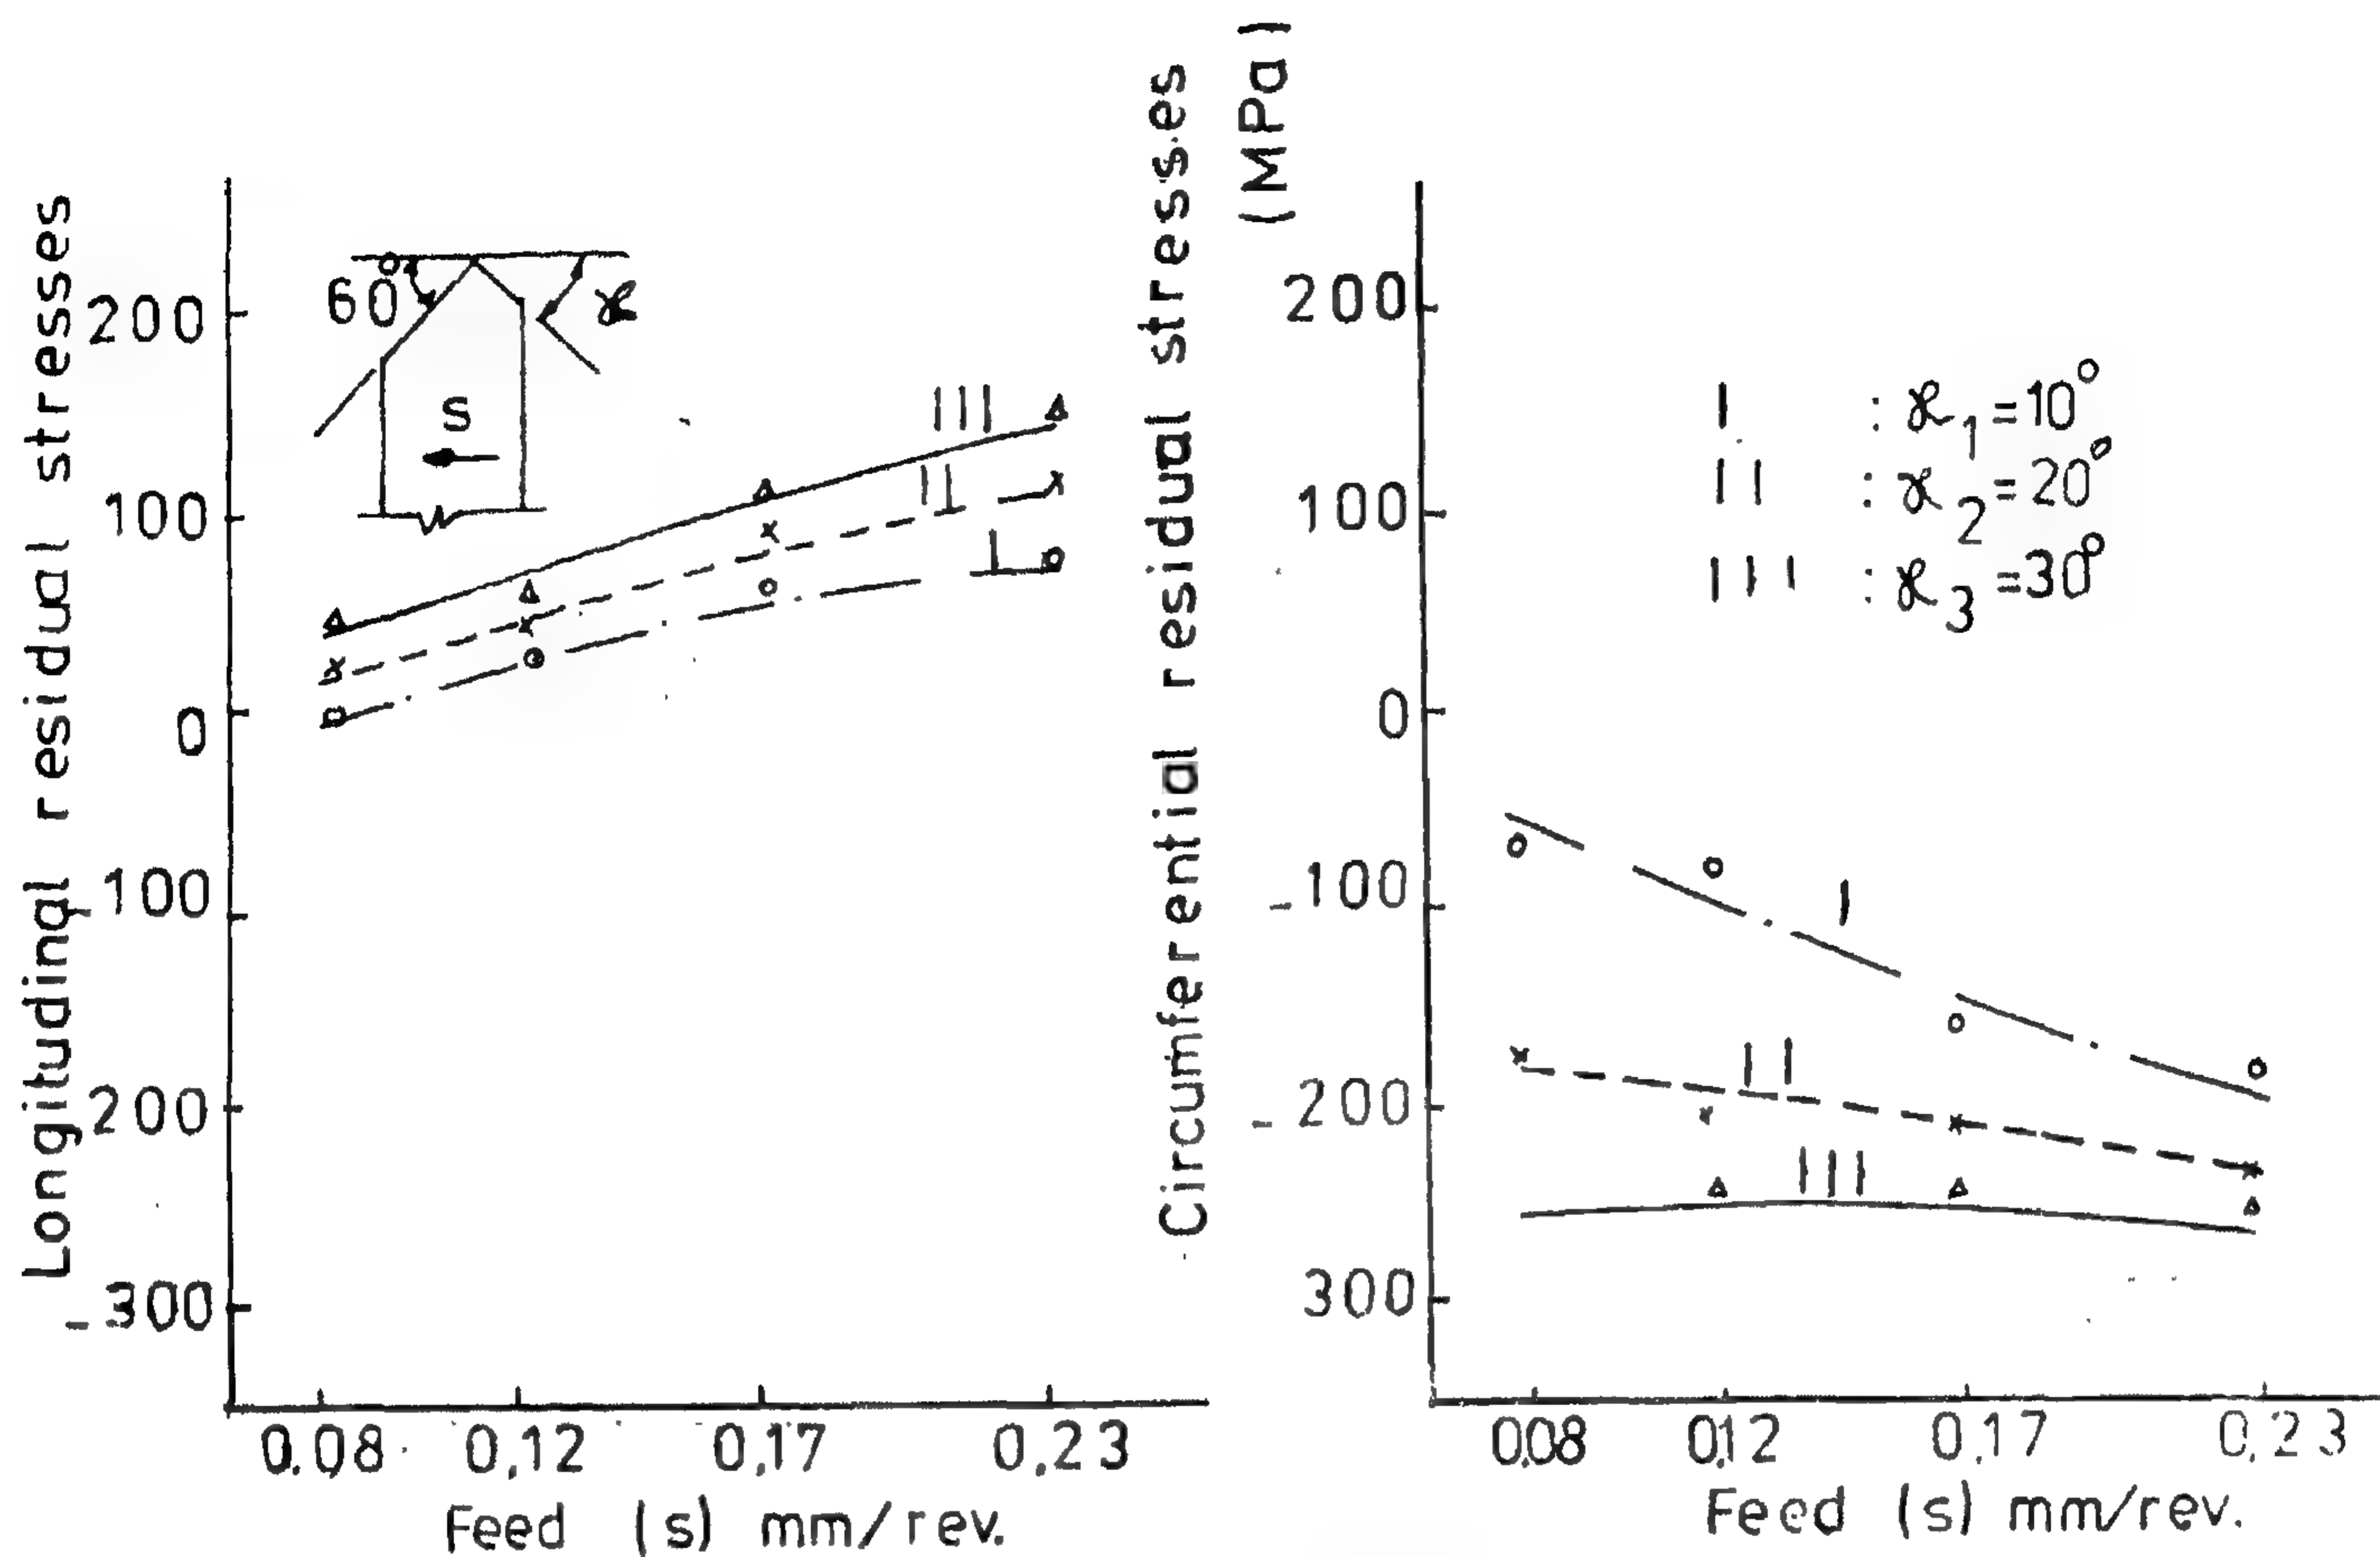 Longitudinal residual stresses
200
100
0
-100
200
-300
60°
ϰ
S
III
II
I
0.08
0,12
0,17
0,23
Feed (s) mm/rev.
Circumferential residual stresses
(MPa)
200
100
0
-100
-200
300
I : ϰ1=10°
II : ϰ2=20°
III : ϰ3=30°
I
II
III
0,08
0,12
0,17
0,23
Feed (s) mm/rev.